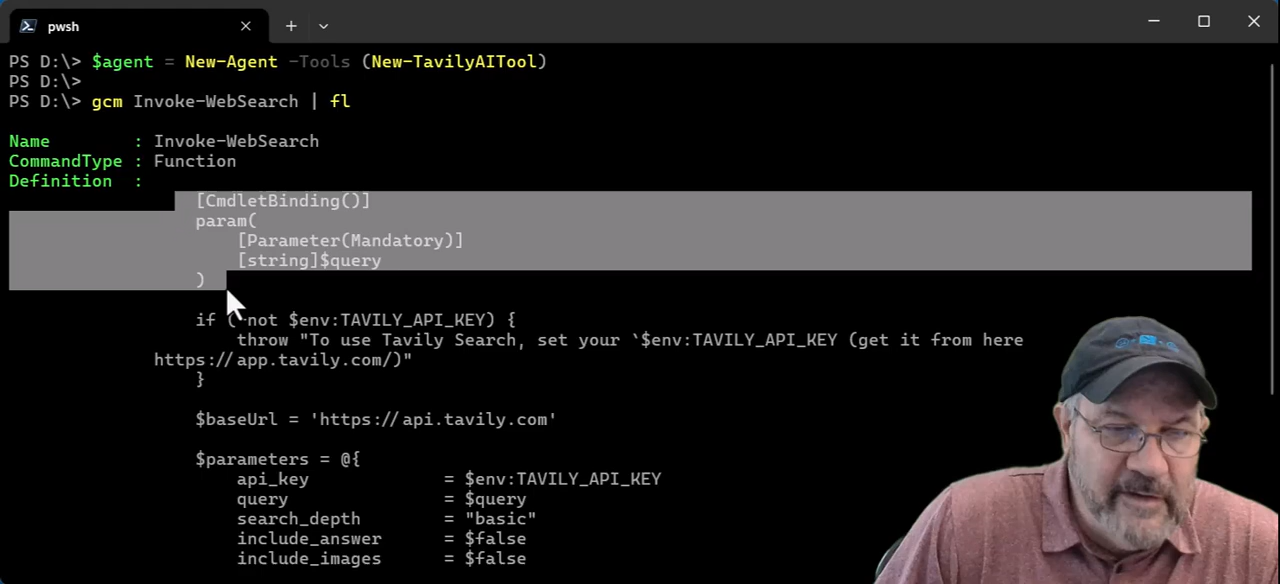 pwsh
PS D:\> $agent = New-Agent -Tools (New-TavilyAITool)
PS D:\>
PS D:\> gcm Invoke-WebSearch | fl
Name : Invoke-WebSearch
CommandType : Function
Definition :
[CmdletBinding()]
param(
[Parameter(Mandatory)]
[string]$query
)
if (-not $env:TAVILY_API_KEY) {
throw "To use Tavily Search, set your `$env:TAVILY_API_KEY (get it from here
https://app.tavily.com/)"
}
$baseUrl = 'https://api.tavily.com'
$parameters = @{
api_key = $env:TAVILY_API_KEY
query = $query
search_depth = "basic"
include_answer = $false
include_images = $false